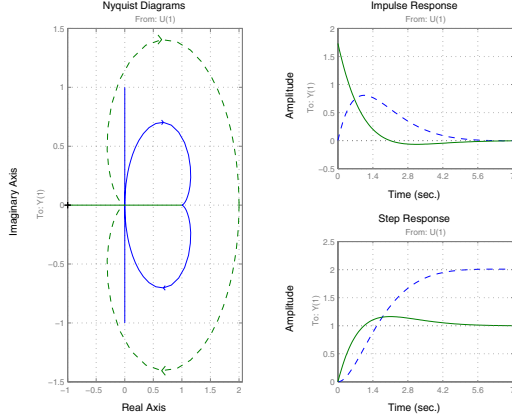 Nyquist Diagrams
From: U(1)
1.5
1
0.5
0
−0.5
−1
−1.5
−1
−0.5
0
0.5
1
1.5
2
Real Axis
Imaginary Axis
To: Y(1)
Impulse Response
From: U(1)
2
1.5
1
0.5
0
−0.5
0
1.4
2.8
4.2
5.6
7
Time (sec.)
Amplitude
To: Y(1)
Step Response
From: U(1)
2.5
2
1.5
1
0.5
0
0
1.4
2.8
4.2
5.6
7
Time (sec.)
Amplitude
To: Y(1)